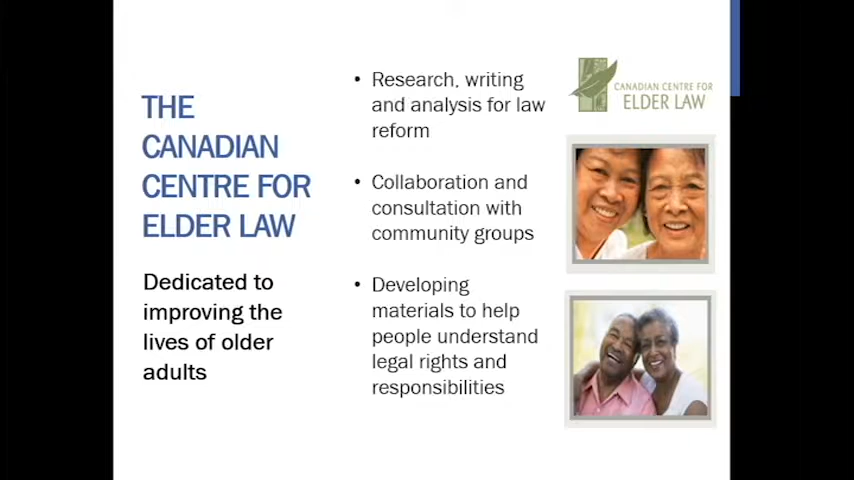 THE
CANADIAN
CENTRE FOR
ELDER LAW
Dedicated to
improving the
lives of older
adults
• Research, writing
and analysis for law
reform
• Collaboration and
consultation with
community groups
• Developing
materials to help
people understand
legal rights and
responsibilities
CANADIAN CENTRE FOR
ELDER LAW